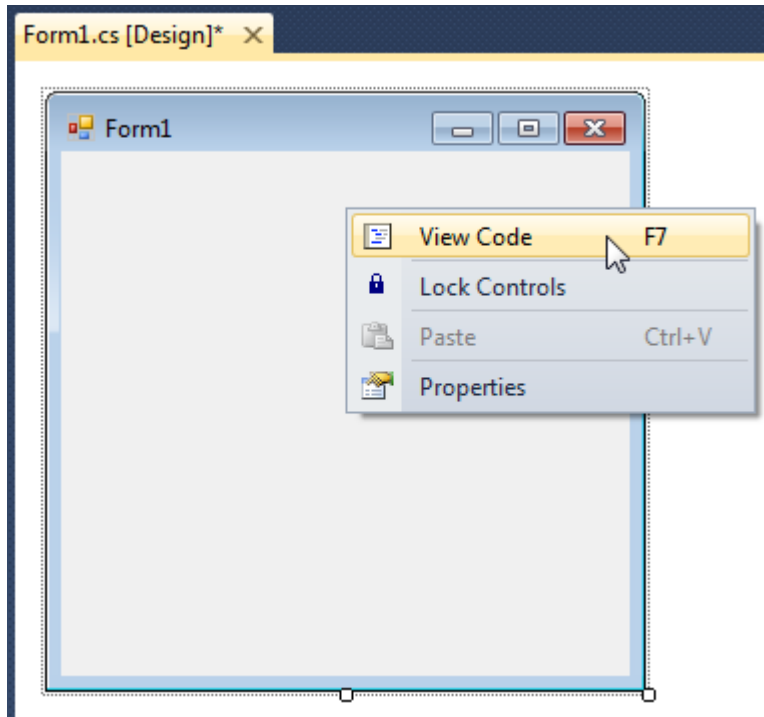 Form1.cs [Design]*
Form1
View Code F7
Lock Controls
Paste Ctrl+V
Properties